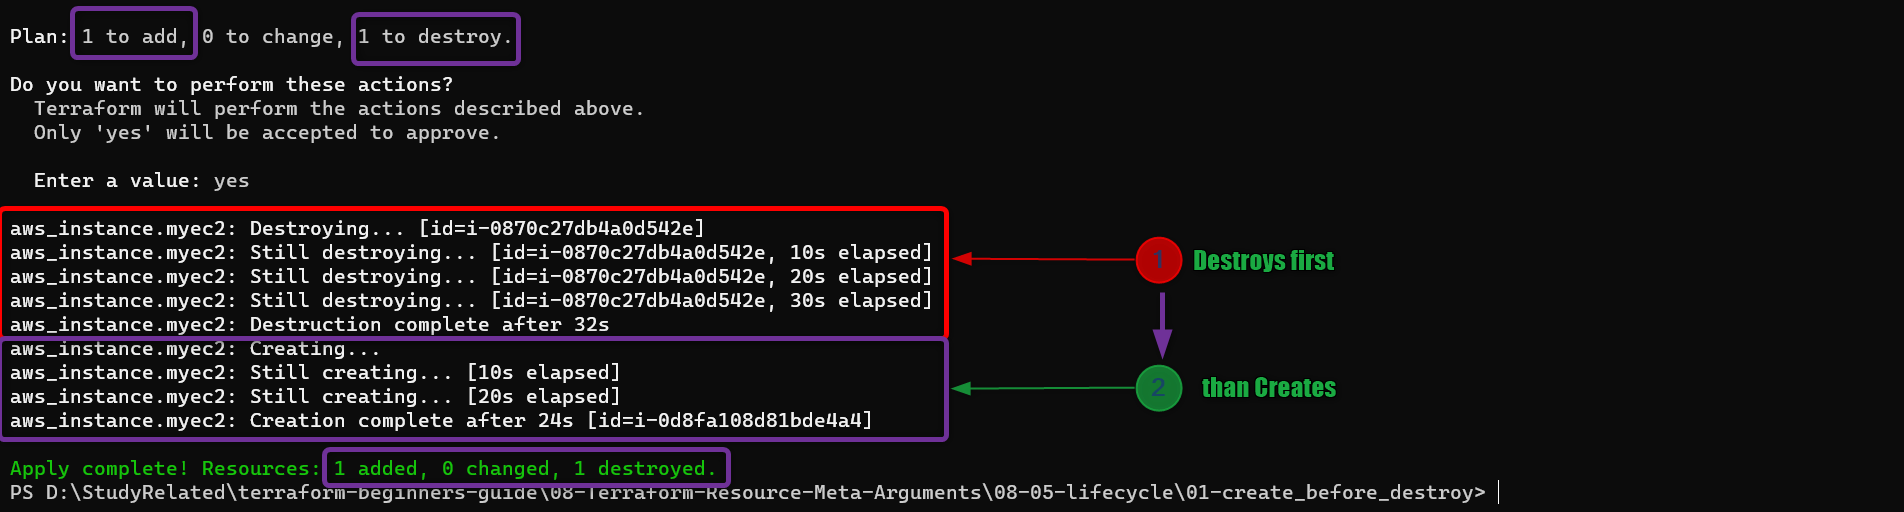 Plan: 1 to add, 0 to change, 1 to destroy.
Do you want to perform these actions?
Terraform will perform the actions described above.
Only 'yes' will be accepted to approve.
Enter a value: yes
aws_instance.myec2: Destroying... [id=i-0870c27db4a0d542e]
aws_instance.myec2: Still destroying... [id=i-0870c27db4a0d542e, 10s elapsed]
aws_instance.myec2: Still destroying... [id=i-0870c27db4a0d542e, 20s elapsed]
aws_instance.myec2: Still destroying... [id=i-0870c27db4a0d542e, 30s elapsed]
aws_instance.myec2: Destruction complete after 32s
1 Destroys first
aws_instance.myec2: Creating...
aws_instance.myec2: Still creating... [10s elapsed]
aws_instance.myec2: Still creating... [20s elapsed]
aws_instance.myec2: Creation complete after 24s [id=i-0d8fa108d81bde4a4]
2 than Creates
Apply complete! Resources: 1 added, 0 changed, 1 destroyed.
PS D:\StudyRelated\terraform-beginners-guide\08-Terraform-Resource-Meta-Arguments\08-05-lifecycle\01-create_before_destroy>